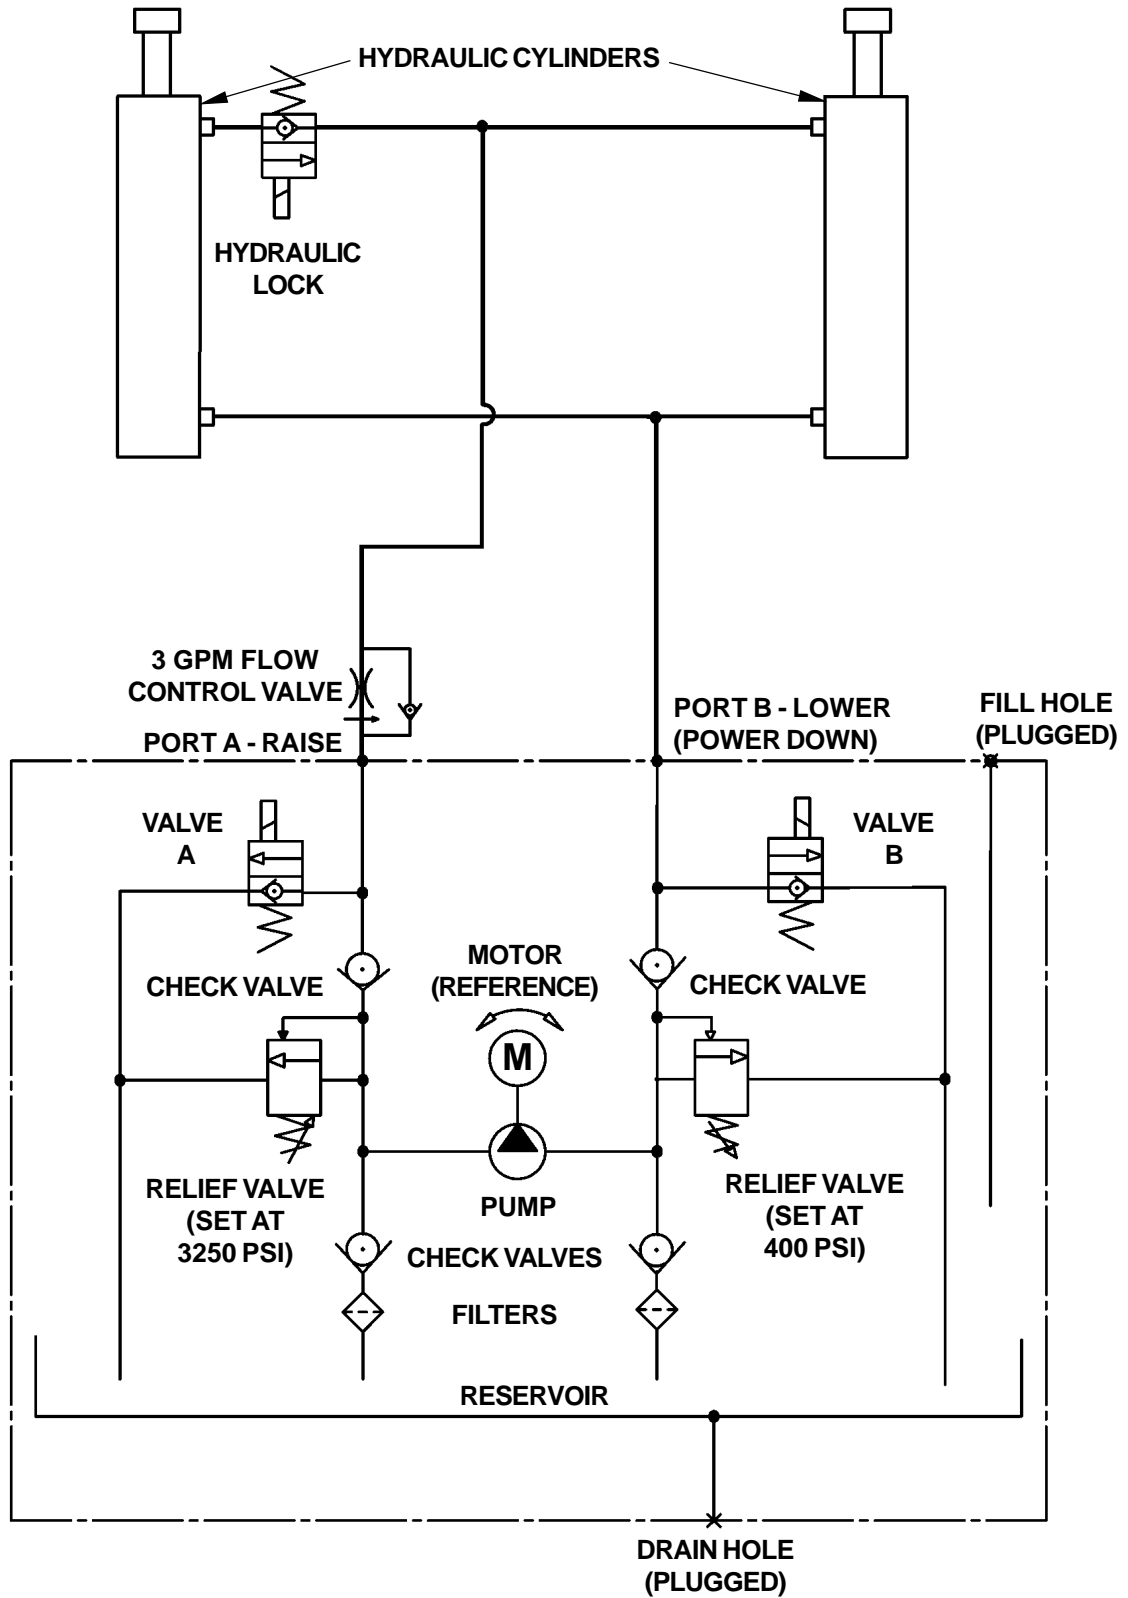 HYDRAULIC CYLINDERS
HYDRAULIC
LOCK
3 GPM FLOW
CONTROL VALVE
PORT A - RAISE
PORT B - LOWER
(POWER DOWN)
FILL HOLE
(PLUGGED)
VALVE
A
VALVE
B
CHECK VALVE
MOTOR
(REFERENCE)
CHECK VALVE
M
RELIEF VALVE
(SET AT
3250 PSI)
PUMP
RELIEF VALVE
(SET AT
400 PSI)
CHECK VALVES
FILTERS
RESERVOIR
DRAIN HOLE
(PLUGGED)